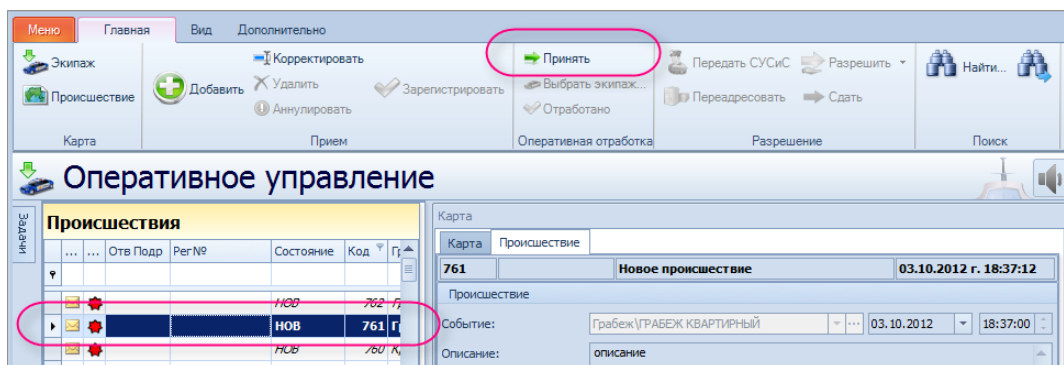 Меню Главная Вид Дополнительно
Экипаж Корректировать Принять Передать СУСиС Разрешить Найти...
Происшествие Добавить Удалить Зарегистрировать Выбрать экипаж... Переадресовать Сдать
Аннулировать Отработано
Карта Прием Оперативная отработка Разрешение Поиск
Оперативное управление
Задачи
Происшествия
... ... Отв Подр Рег№ Состояние Код
НОВ 762
НОВ 761
НОВ 760
Карта
Карта Происшествие
761 Новое происшествие 03.10.2012 г. 18:37:12
Происшествие
Событие: Грабеж\ГРАБЕЖ КВАРТИРНЫЙ ... 03.10.2012 18:37:00
Описание: описание